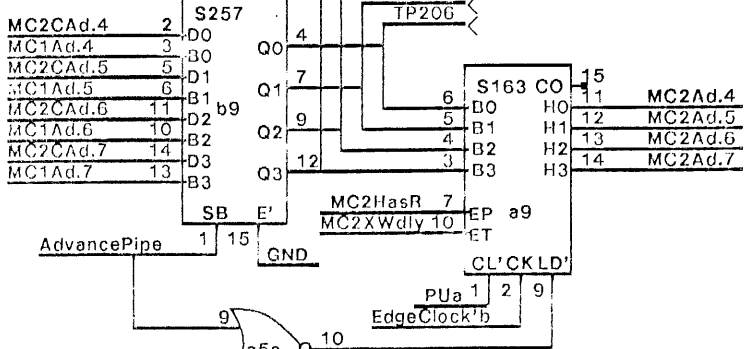 S257
TP206
MC2CAd.4 2 D0
MC1Ad.4 3 B0
MC2CAd.5 5 D1
MC1Ad.5 6 B1
MC2CAd.6 11 D2
MC1Ad.6 10 B2
MC2CAd.7 14 D3
MC1Ad.7 13 B3
b9
Q0 4
Q1 7
Q2 9
Q3 12
SB E'
1 15
AdvancePipe
GND
S163 CO 15
6 B0 H0 11 MC2Ad.4
5 B1 H1 12 MC2Ad.5
4 B2 H2 13 MC2Ad.6
3 B3 H3 14 MC2Ad.7
MC2HasR 7 EP a9
MC2XWdly 10 ET
CL' CK LD'
PUa 1 2 9
EdgeClock'b
9 10